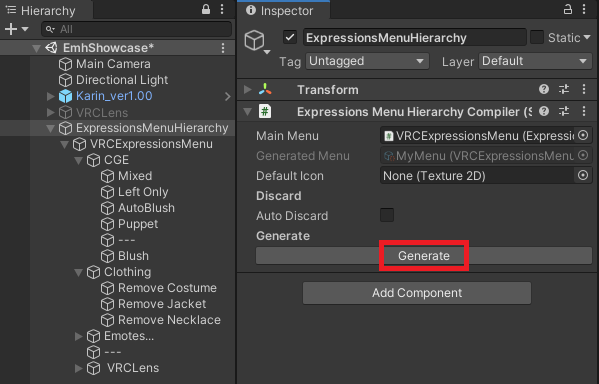 Hierarchy
All
EmhShowcase*
Main Camera
Directional Light
Karin_ver1.00
VRCLens
ExpressionsMenuHierarchy
VRCExpressionsMenu
CGE
Mixed
Left Only
AutoBlush
Puppet
---
Blush
Clothing
Remove Costume
Remove Jacket
Remove Necklace
Emotes...
---
VRCLens
Inspector
ExpressionsMenuHierarchy
Static
Tag Untagged Layer Default
Transform
Expressions Menu Hierarchy Compiler (S
Main Menu VRCExpressionsMenu (Expression
Generated Menu MyMenu (VRCExpressionsMenu
Default Icon None (Texture 2D)
Discard
Auto Discard
Generate
Generate
Add Component